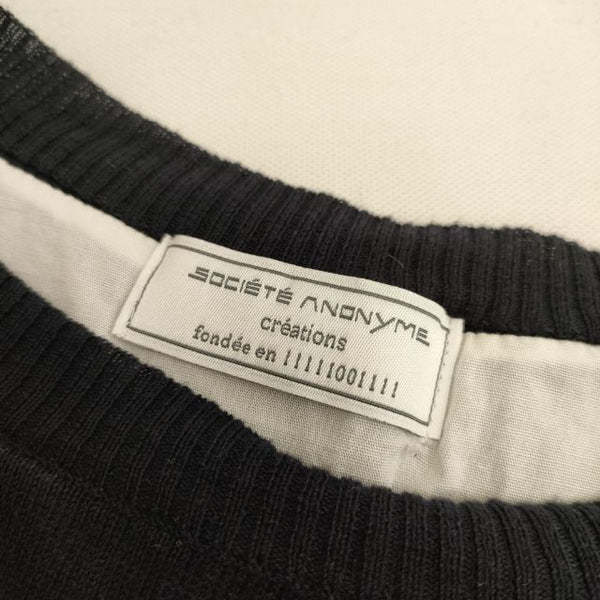 SOCIÉTÉ ANONYME
créations
fondée en 11111001111